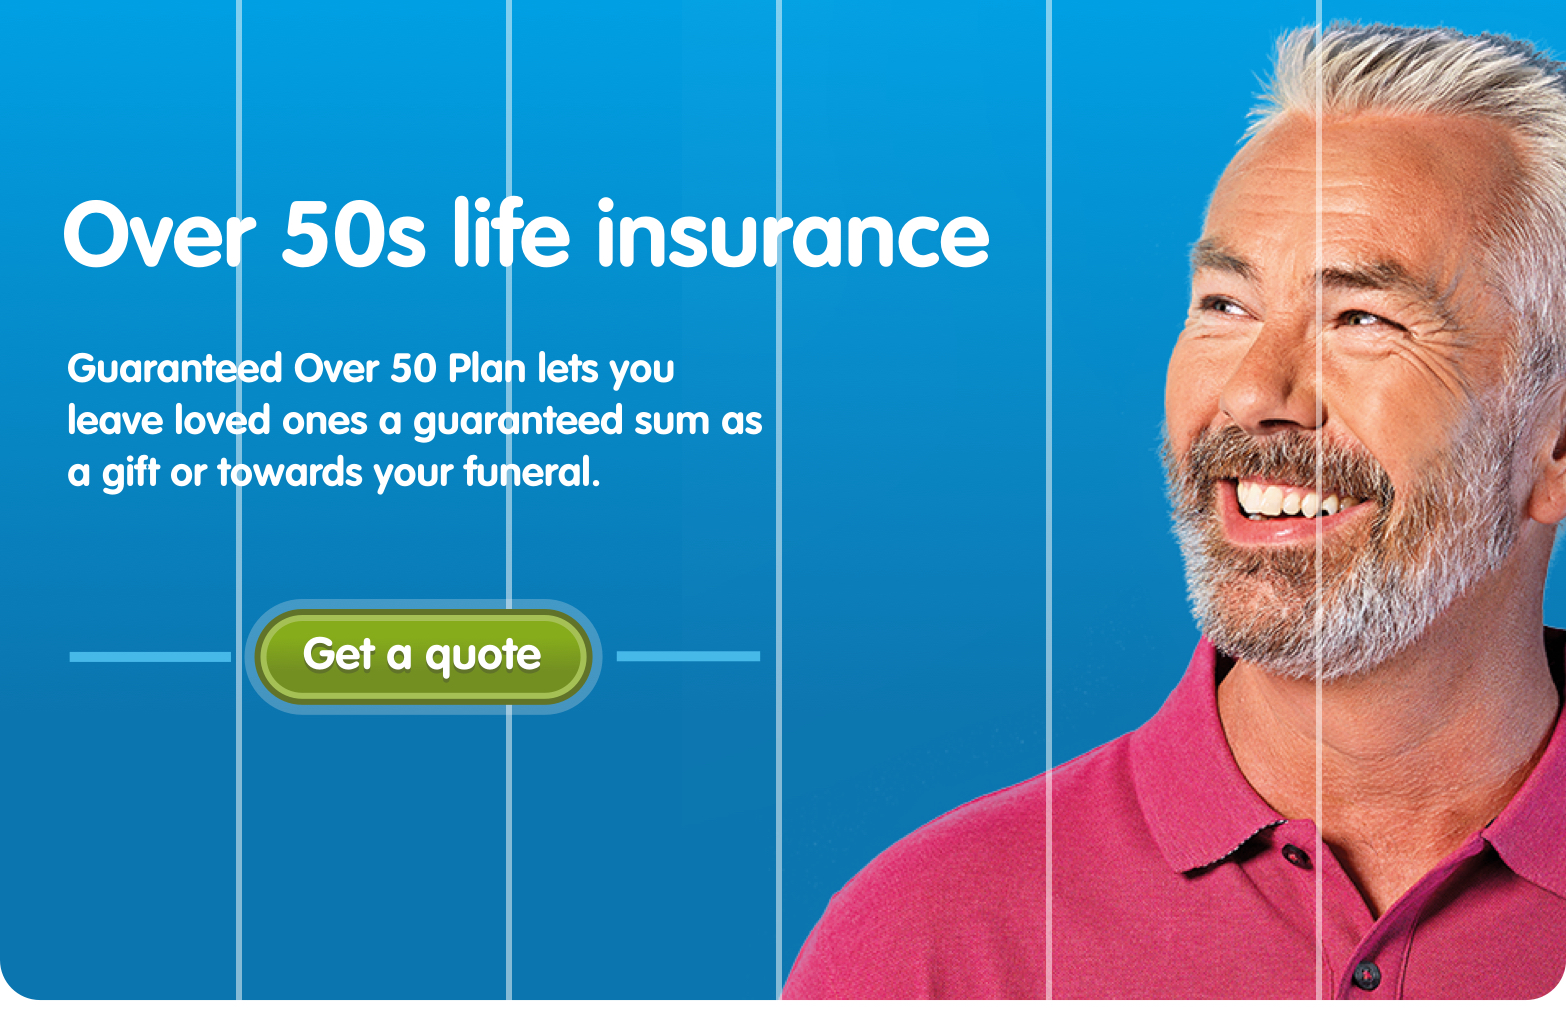 Over 50s life insurance
Guaranteed Over 50 Plan lets you
leave loved ones a guaranteed sum as
a gift or towards your funeral.
Get a quote